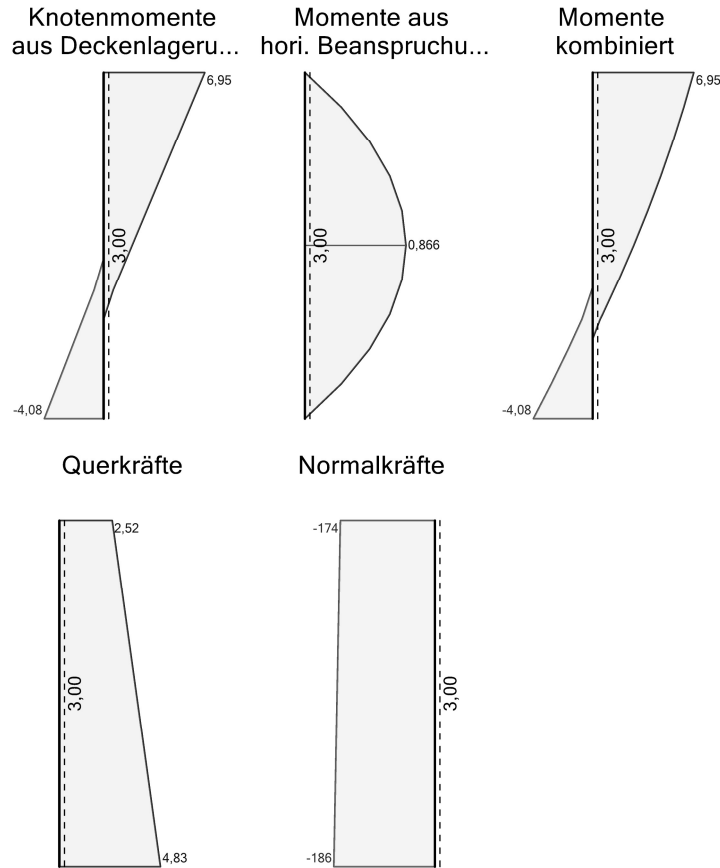 Knotenmomente
aus Deckenlageru...
Momente aus
hori. Beanspruchu...
Momente
kombiniert
6,95
3,00
-4,08
3,00
0,866
6,95
3,00
-4,08
Querkräfte
Normalkräfte
2,52
3,00
4,83
-174
3,00
-186